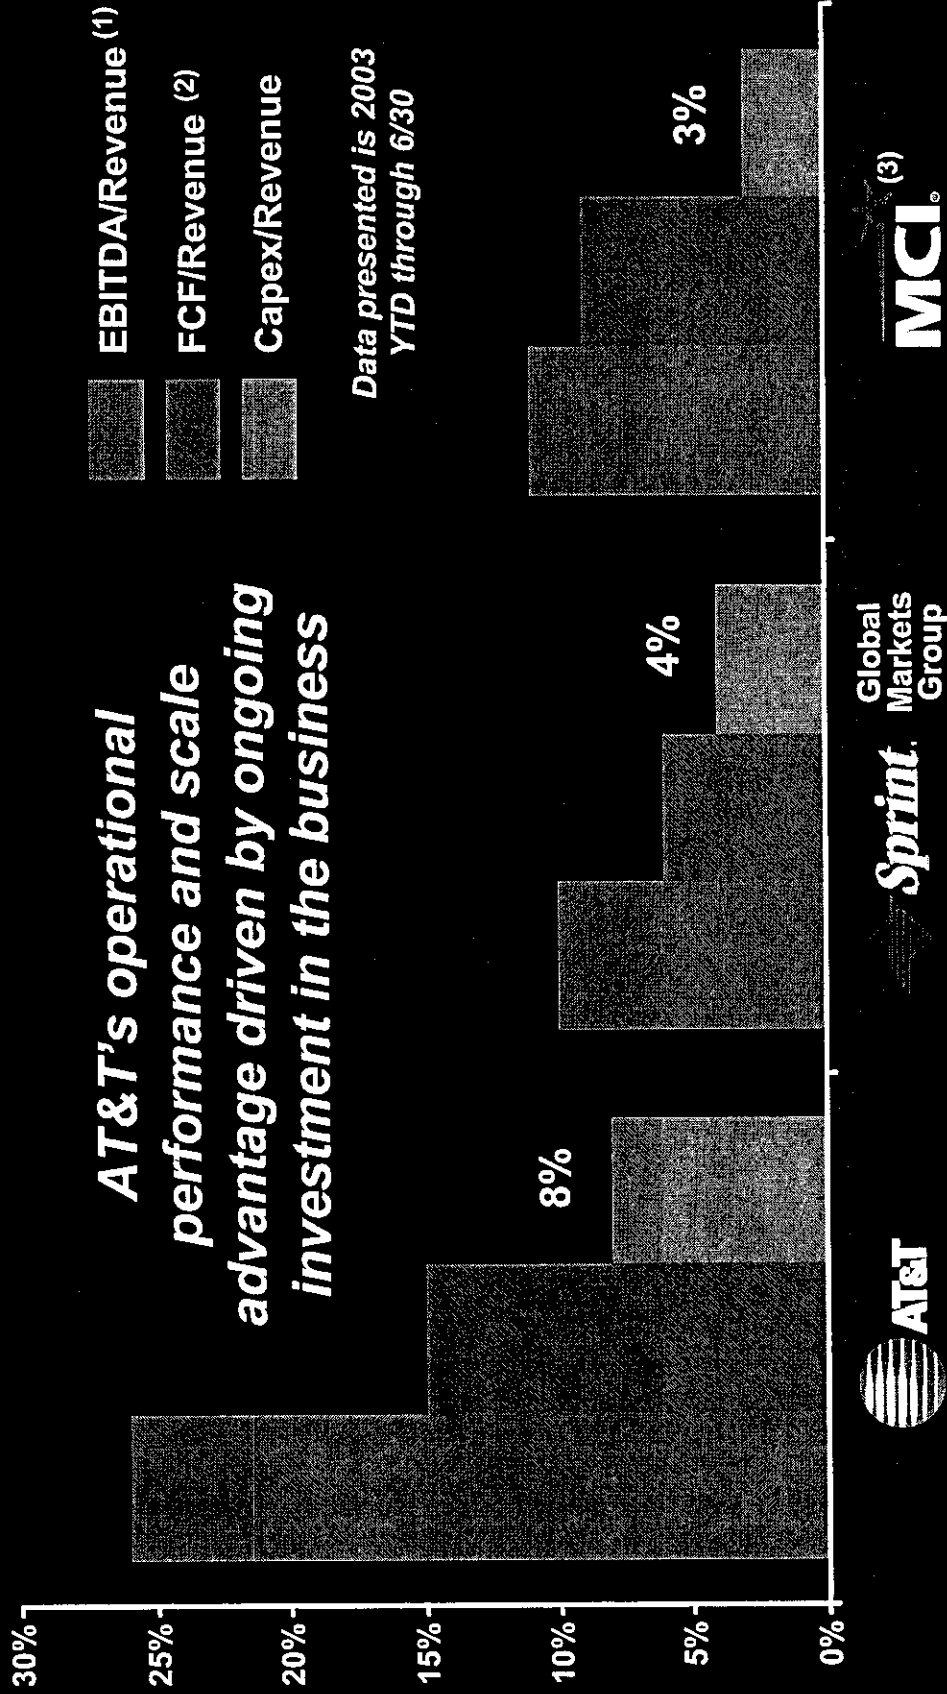 AT&T's operational
performance and scale
advantage driven by ongoing
investment in the business
EBITDA/Revenue (1)
FCF/Revenue (2)
Capex/Revenue
Data presented is 2003
YTD through 6/30
30%
25%
20%
15%
10%
5%
0%
8%
4%
3%
AT&T
Sprint.
Global
Markets
Group
MCI. (3)